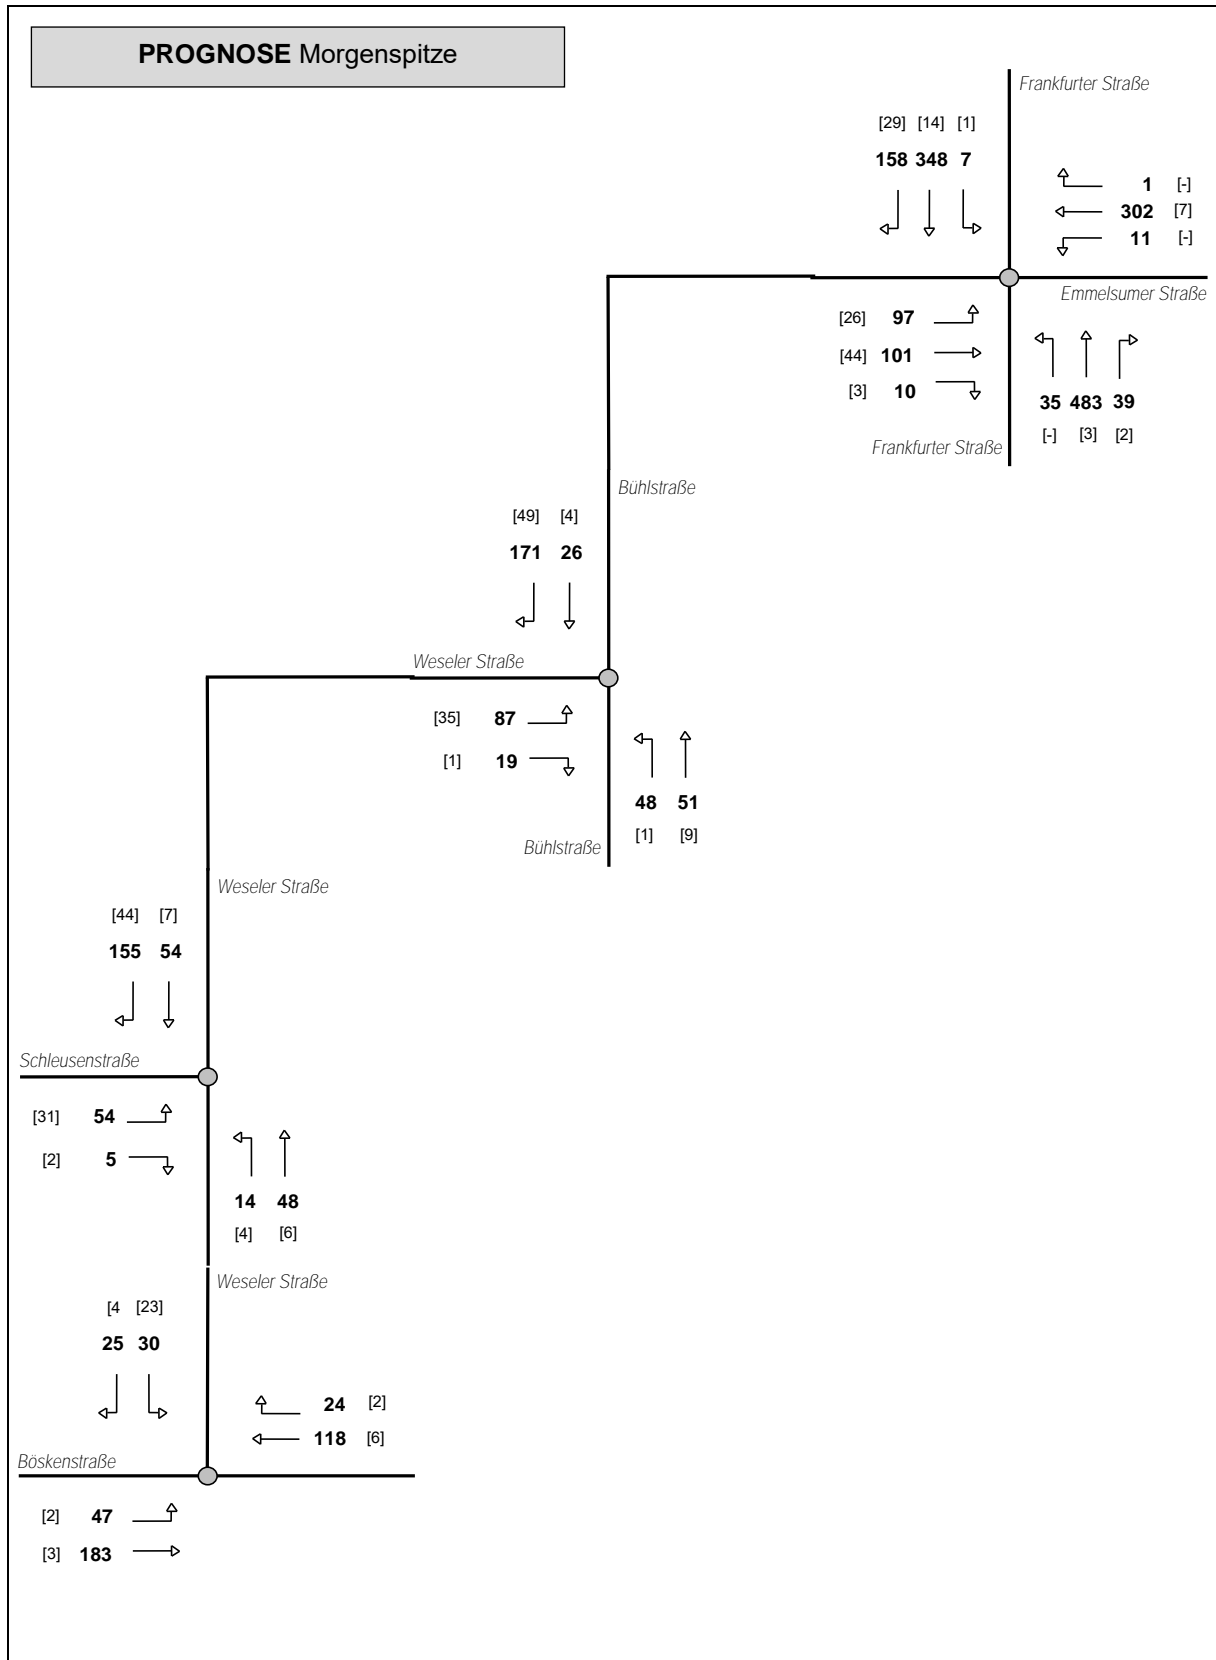 PROGNOSE Morgenspitze
Frankfurter Straße
[29] [14] [1]
158 348 7
1 [-]
302 [7]
11 [-]
Emmelsumer Straße
[26] 97
[44] 101
[3] 10
35 483 39
[-] [3] [2]
Frankfurter Straße
Bühlstraße
[49] [4]
171 26
Weseler Straße
[35] 87
[1] 19
48 51
[1] [9]
Bühlstraße
Weseler Straße
[44] [7]
155 54
Schleusenstraße
[31] 54
[2] 5
14 48
[4] [6]
Weseler Straße
[4 [23]
25 30
24 [2]
118 [6]
Böskenstraße
[2] 47
[3] 183